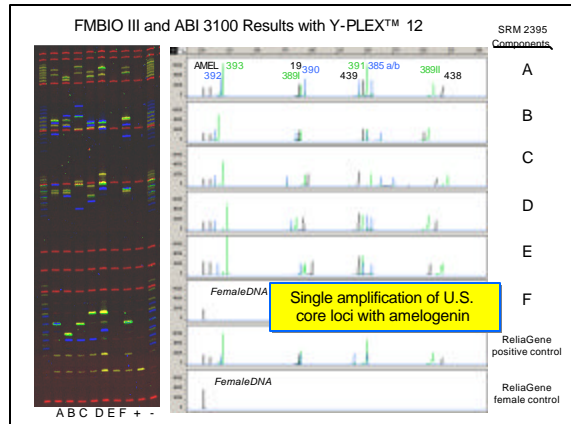 FMBIO III and ABI 3100 Results with Y-PLEX™ 12
SRM 2395
Components
AMEL 393 19 390 391 385 a/b 389II
392 389I 439 438
A
B
C
D
E
F
FemaleDNA
Single amplification of U.S.
core loci with amelogenin
ReliaGene
positive control
FemaleDNA
ReliaGene
female control
A B C D E F + -